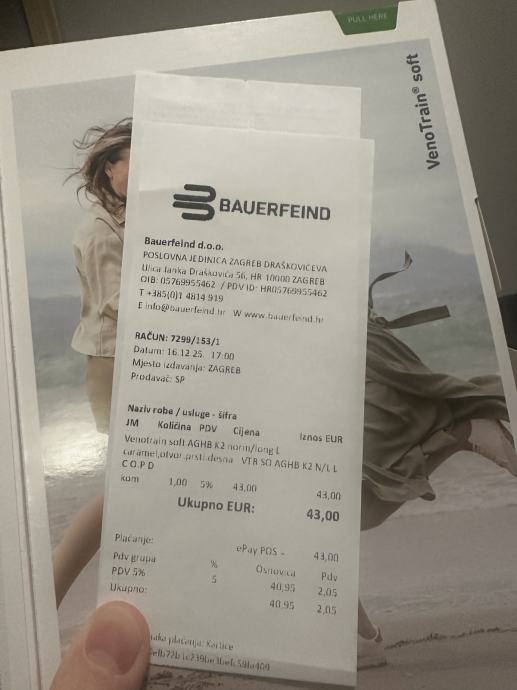 PULL HERE
VenoTrain® soft
BAUERFEIND
Bauerfeind d.o.o.
POSLOVNA JEDINICA ZAGREB DRAŠKOVIĆEVA
Ulica Janka Draškovića 56, HR 10000 ZAGREB
OIB: 05769955462 / PDV ID: HR05769955462
T +385(0)1 4814 919
E info@bauerfeind.hr W www.bauerfeind.hr
RAČUN: 7299/153/1
Datum: 16.12.25. 17:00
Mjesto izdavanja: ZAGREB
Prodavač: SP
Naziv robe / usluge - šifra
JM Količina PDV Cijena Iznos EUR
Venotrain soft AGHB K2 norm/long L
caramel,otvor.prsti.desna VTR SO AGHB K2 N/L L
C O P D
kom 1,00 5% 43,00 43,00
Ukupno EUR: 43,00
Plaćanje: ePay POS - 43,00
Pdv grupa % Osnovica Pdv
PDV 5% 5 40,95 2,05
Ukupno: 40,95 2,05
plaćanja: Kartice